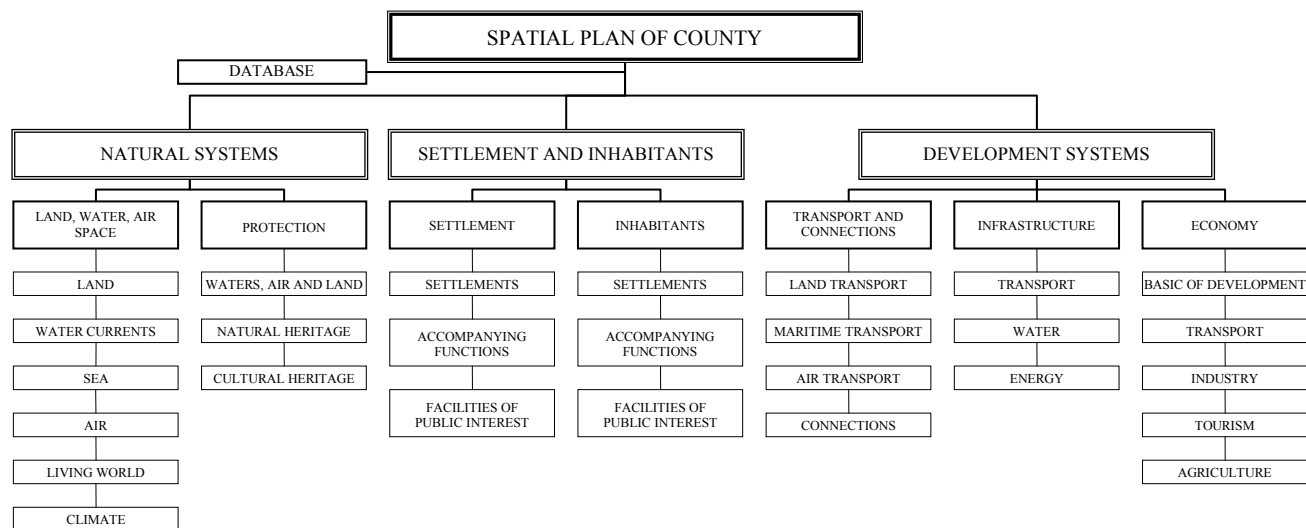 SPATIAL PLAN OF COUNTY
DATABASE
NATURAL SYSTEMS
SETTLEMENT AND INHABITANTS
DEVELOPMENT SYSTEMS
LAND, WATER, AIR
SPACE
PROTECTION
SETTLEMENT
INHABITANTS
TRANSPORT AND
CONNECTIONS
INFRASTRUCTURE
ECONOMY
LAND
WATERS, AIR AND LAND
SETTLEMENTS
SETTLEMENTS
LAND TRANSPORT
TRANSPORT
BASIC OF DEVELOPMENT
WATER CURRENTS
NATURAL HERITAGE
ACCOMPANYING
FUNCTIONS
ACCOMPANYING
FUNCTIONS
MARITIME TRANSPORT
WATER
TRANSPORT
SEA
CULTURAL HERITAGE
AIR TRANSPORT
ENERGY
INDUSTRY
AIR
FACILITIES OF
PUBLIC INTEREST
FACILITIES OF
PUBLIC INTEREST
CONNECTIONS
TOURISM
LIVING WORLD
AGRICULTURE
CLIMATE